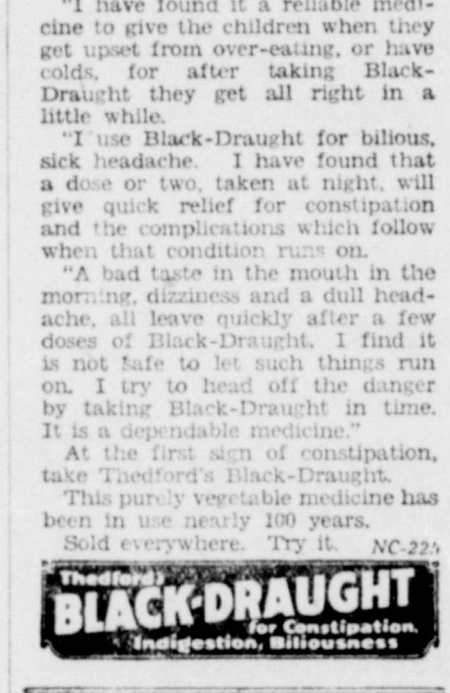 "I have found it a reliable medi-
cine to give the children when they
get upset from over-eating, or have
colds, for after taking Black-
Draught they get all right in a
little while.
"I use Black-Draught for bilious,
sick headache. I have found that
a dose or two, taken at night, will
give quick relief for constipation
and the complications which follow
when that condition runs on.
"A bad taste in the mouth in the
morning, dizziness and a dull head-
ache, all leave quickly after a few
doses of Black-Draught. I find it
is not safe to let such things run
on. I try to head off the danger
by taking Black-Draught in time.
It is a dependable medicine."
At the first sign of constipation,
take Thedford's Black-Draught.
This purely vegetable medicine has
been in use nearly 100 years.
Sold everywhere. Try it. NC-225
Thedford's
BLACK-DRAUGHT
for Constipation,
Indigestion, Biliousness